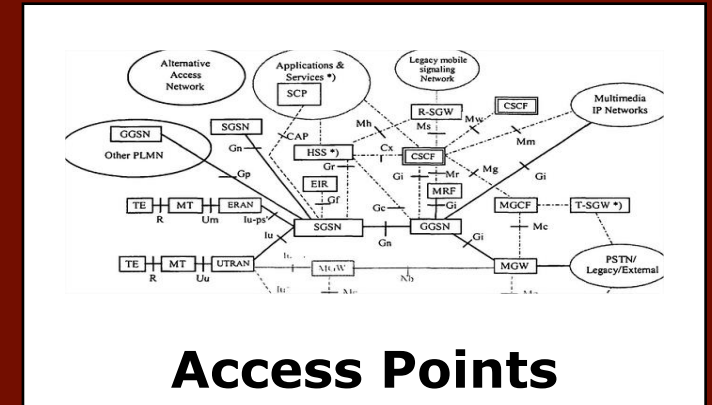 Alternative
Access
Network
Applications &
Services *)
SCP
Legacy mobile
signaling
Network
Multimedia
IP Networks
GGSN
Other PLMN
SGSN
Gn
Gp
CAP
Mh
R-SGW
Ms
Mw
CSCF
Mm
HSS *)
Cx
CSCF
Gr
Gi
Mr
Mg
Gi
EIR
Gf
Gc
MRF
Gi
TE
R
MT
Um
ERAN
Iu-ps'
SGSN
Gn
GGSN
MGCF
T-SGW *)
Mc
Iu
Gi
TE
R
MT
Uu
UTRAN
Iu
MGW
Nb
MGW
PSTN/
Legacy/External
Access Points